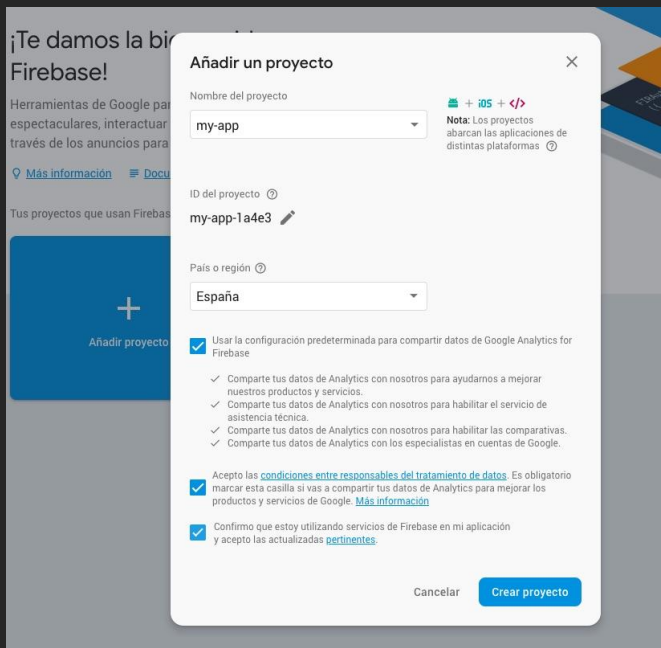 ¡Te damos la bi
Firebase!
Herramientas de Google par
espectaculares, interactuar
través de los anuncios para
Más información
Docu
Tus proyectos que usan Firebas
Añadir proyecto
Añadir un proyecto
Nombre del proyecto
my-app
+ iOS + </>
Nota: Los proyectos
abarcan las aplicaciones de
distintas plataformas
ID del proyecto
my-app-1a4e3
País o región
España
Usar la configuración predeterminada para compartir datos de Google Analytics for
Firebase
Comparte tus datos de Analytics con nosotros para ayudarnos a mejorar
nuestros productos y servicios.
Comparte tus datos de Analytics con nosotros para habilitar el servicio de
asistencia técnica.
Comparte tus datos de Analytics con nosotros para habilitar las comparativas.
Comparte tus datos de Analytics con los especialistas en cuentas de Google.
Acepto las condiciones entre responsables del tratamiento de datos. Es obligatorio
marcar esta casilla si vas a compartir tus datos de Analytics para mejorar los
productos y servicios de Google. Más información
Confirmo que estoy utilizando servicios de Firebase en mi aplicación
y acepto las actualizadas pertinentes.
Cancelar
Crear proyecto